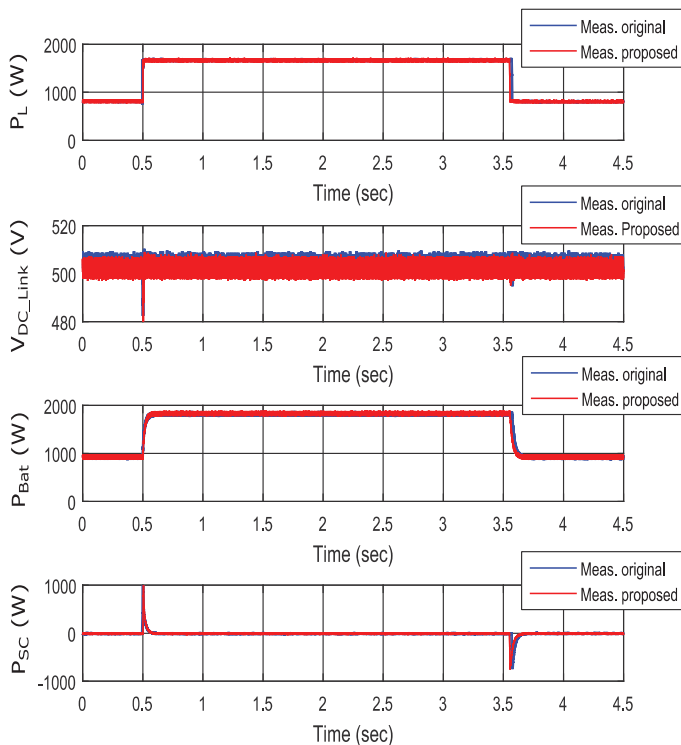 Meas. original
Meas. proposed
P_L (W)
2000
1000
0
0 0.5 1 1.5 2 2.5 3 3.5 4 4.5
Time (sec)
Meas. original
Meas. Proposed
V_DC_Link (V)
520
500
480
0 0.5 1 1.5 2 2.5 3 3.5 4 4.5
Time (sec)
Meas. original
Meas. proposed
P_Bat (W)
2000
1000
0
0 0.5 1 1.5 2 2.5 3 3.5 4 4.5
Time (sec)
Meas. original
Meas. proposed
P_SC (W)
1000
0
-1000
0 0.5 1 1.5 2 2.5 3 3.5 4 4.5
Time (sec)